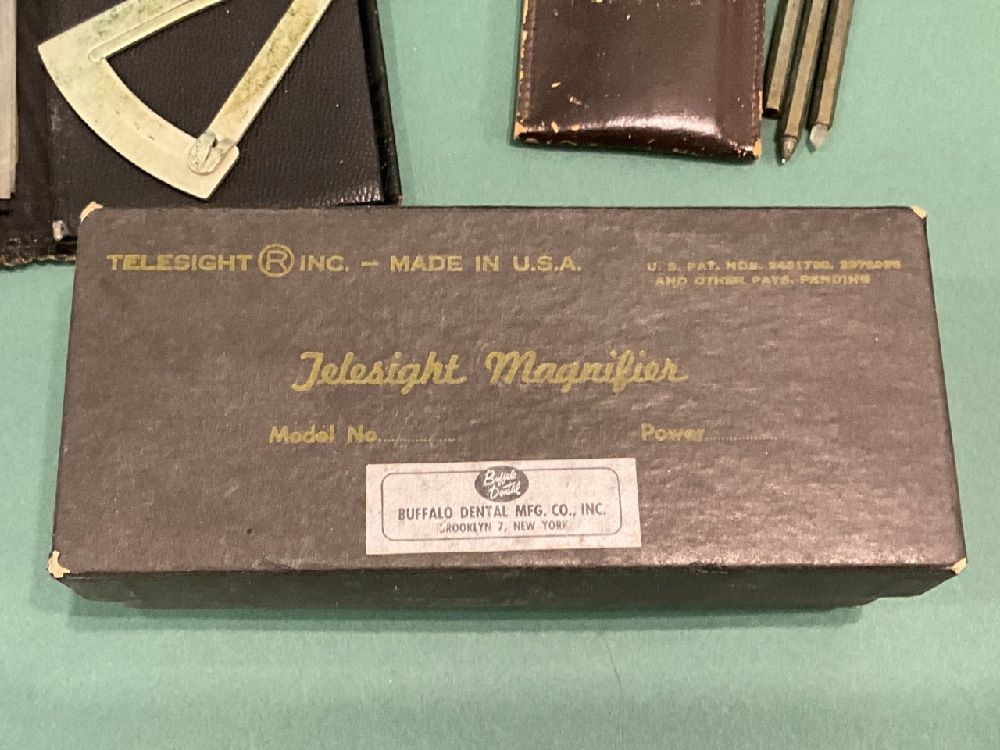 TELESIGHT ® INC. – MADE IN U.S.A.
U. S. PAT. NOS.
AND OTHER PATS. PENDING
Telesight Magnifier
Model No...............
Power..............
Buffalo Dental
BUFFALO DENTAL MFG. CO., INC.
BROOKLYN 7, NEW YORK